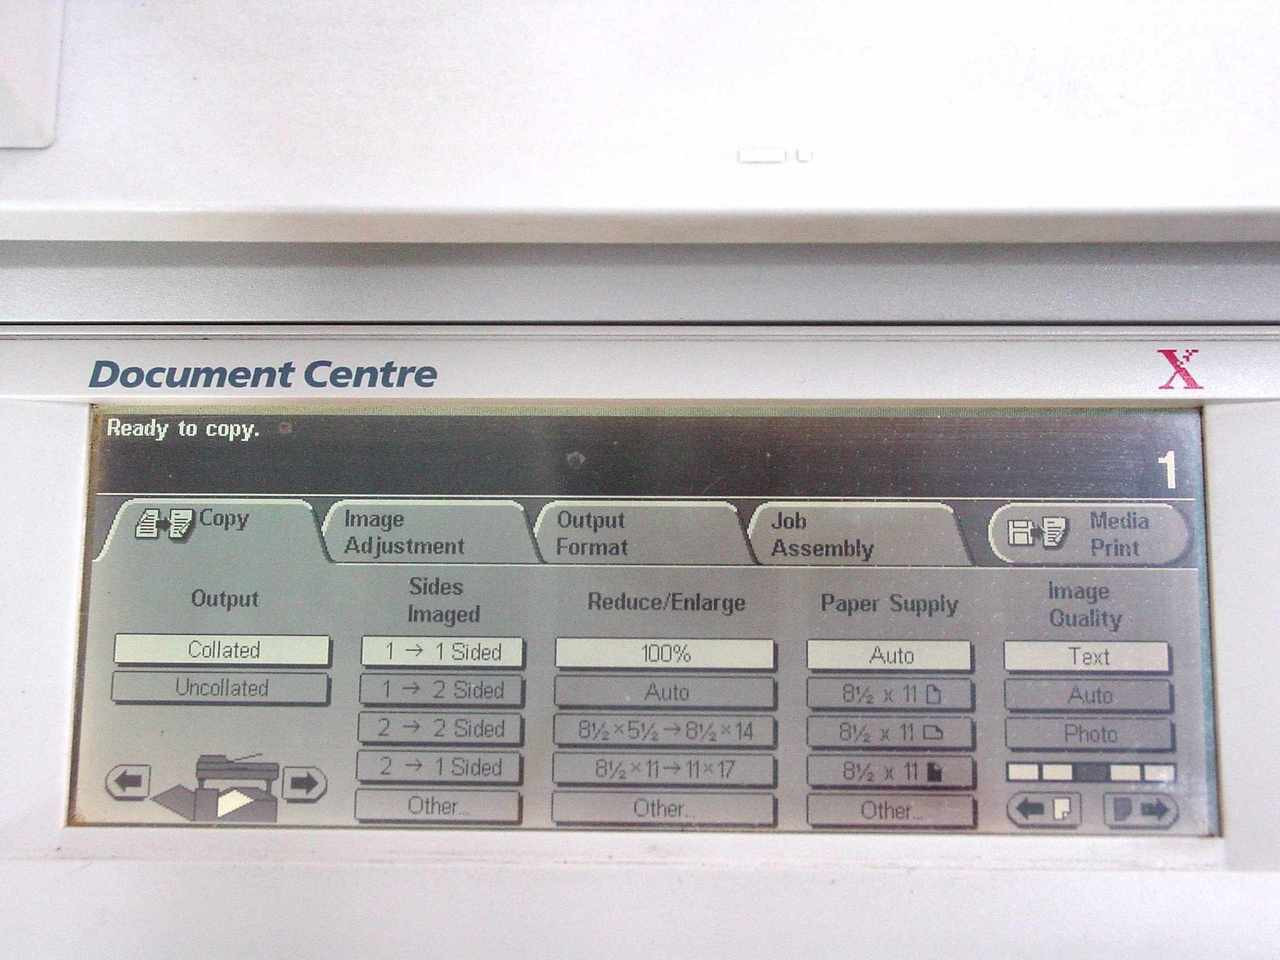 Document Centre
X
Ready to copy.
1
Copy
Image
Adjustment
Output
Format
Job
Assembly
Media
Print
Output
Collated
Uncollated
Sides
Imaged
1 → 1 Sided
1 → 2 Sided
2 → 2 Sided
2 → 1 Sided
Other...
Reduce/Enlarge
100%
Auto
8½×5½→8½×14
8½×11→11×17
Other...
Paper Supply
Auto
8½ x 11
8½ x 11
8½ x 11
Other...
Image
Quality
Text
Auto
Photo